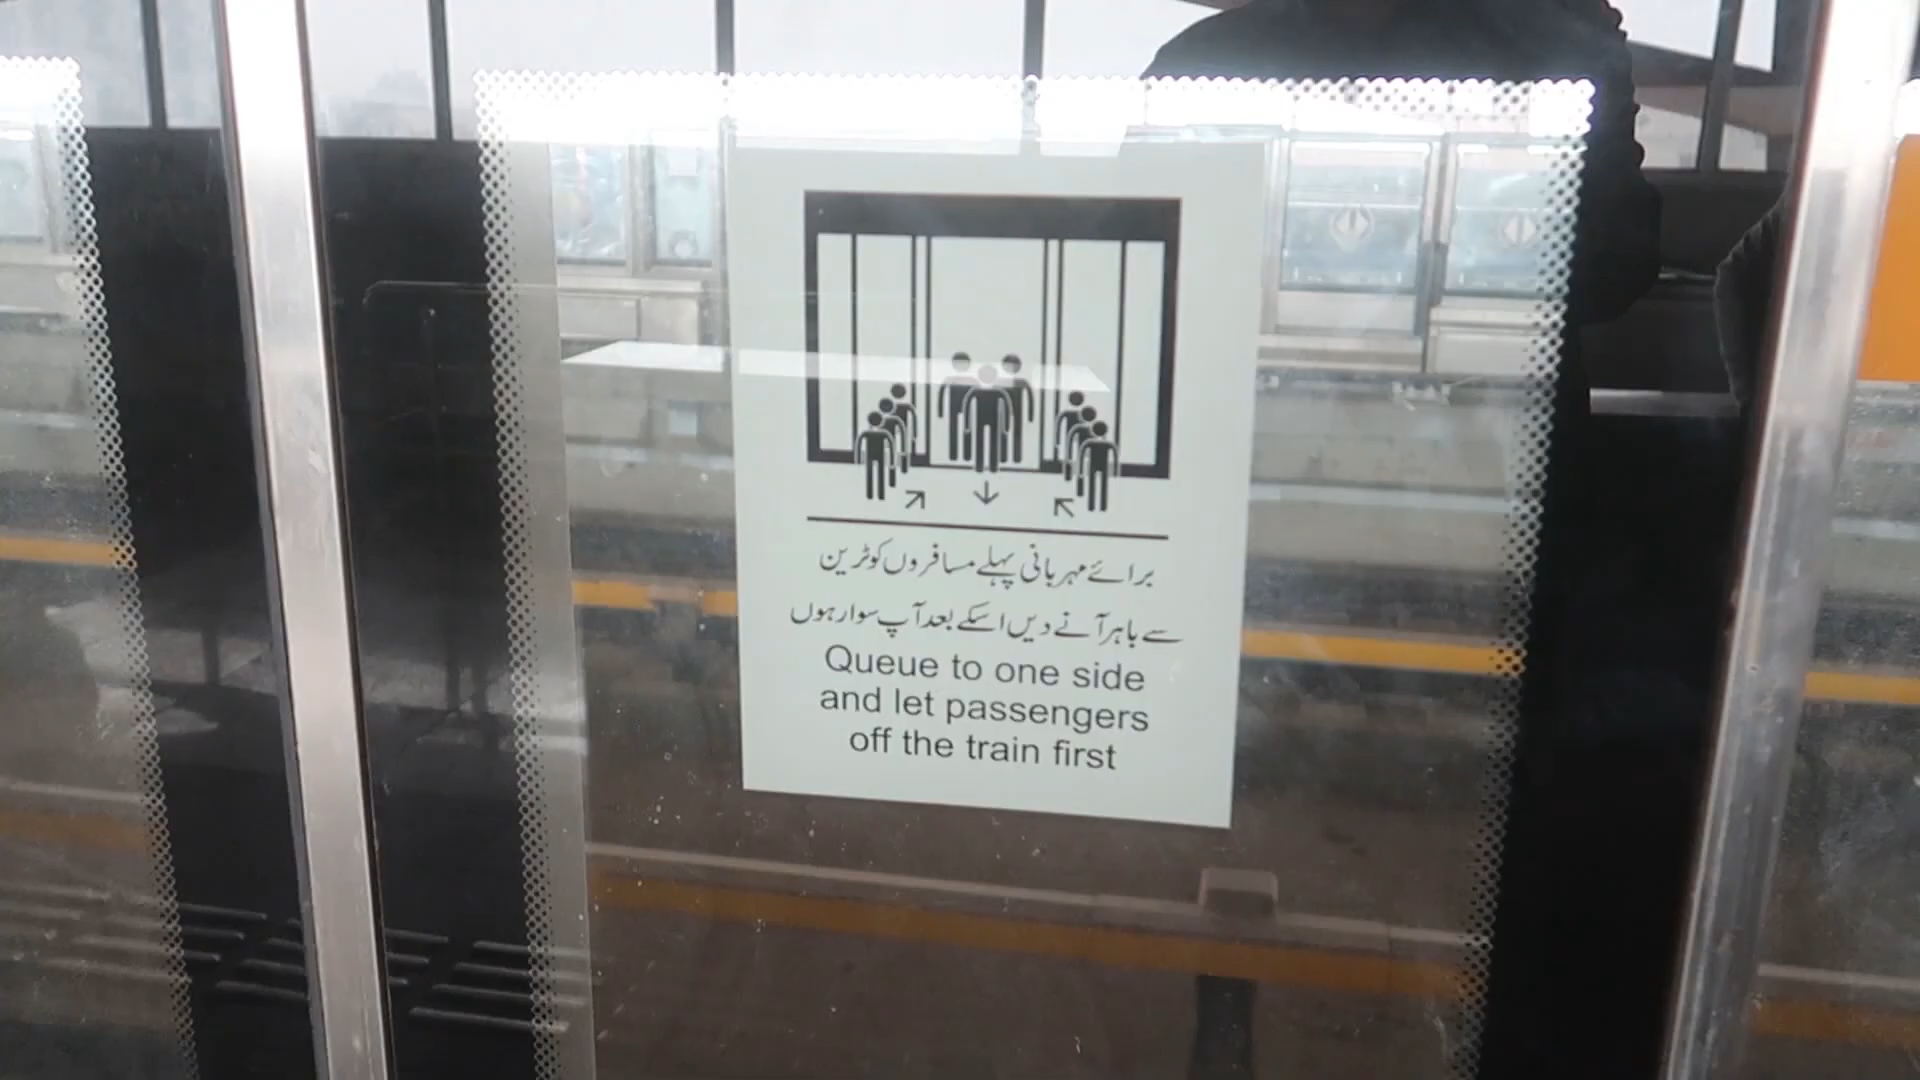 برائے مہربانی پہلے مسافروں کو ٹرین
سے باہر آنے دیں اسکے بعد آپ سوار ہوں
Queue to one side
and let passengers
off the train first